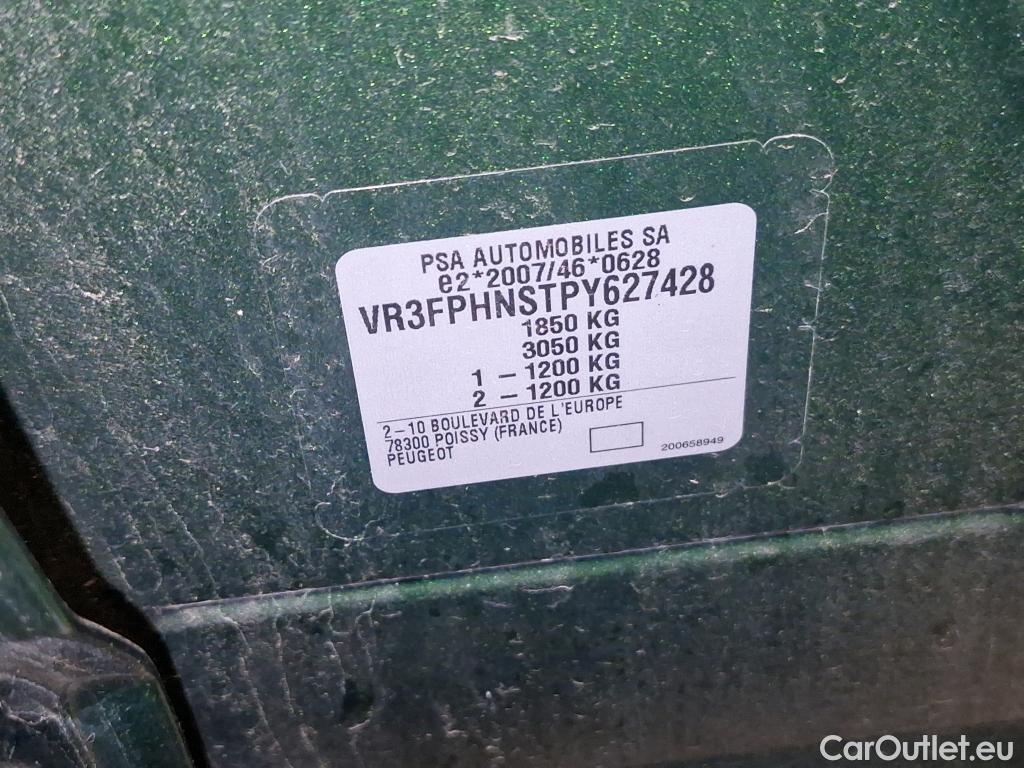 PSA AUTOMOBILES SA
e2*2007/46*0628
VR3FPHNSTPY627428
1850 KG
3050 KG
1 – 1200 KG
2 – 1200 KG
2–10 BOULEVARD DE L'EUROPE
78300 POISSY (FRANCE)
PEUGEOT
200658949
CarOutlet.eu